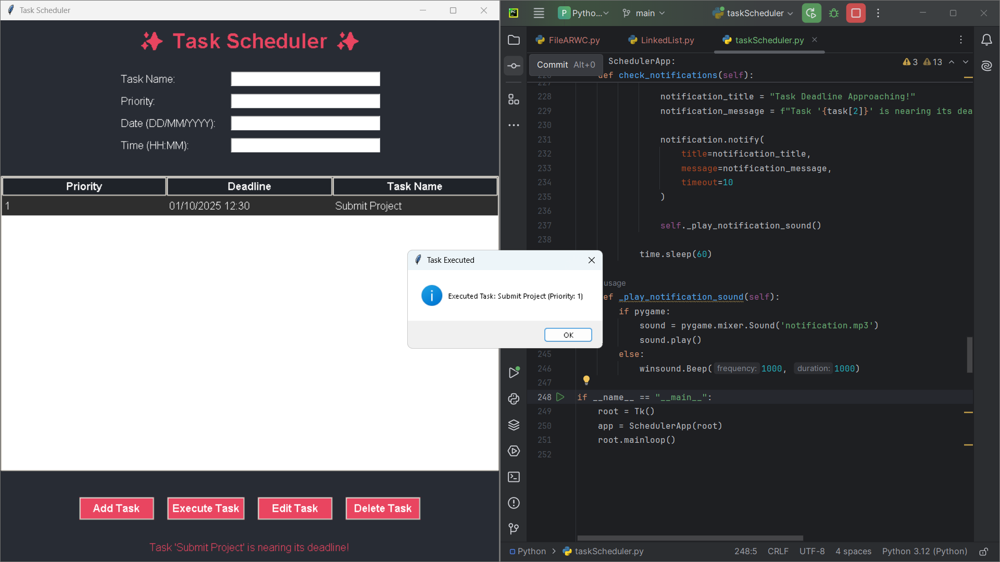 Task Scheduler
✨ Task Scheduler ✨
Task Name:
Priority:
Date (DD/MM/YYYY):
Time (HH:MM):
Priority Deadline Task Name
1 01/10/2025 12:30 Submit Project
Add Task Execute Task Edit Task Delete Task
Task 'Submit Project' is nearing its deadline!
Task Executed
Executed Task: Submit Project (Priority: 1)
OK
PC P Pytho... main taskScheduler
FileARWC.py LinkedList.py taskScheduler.py
Commit Alt+0
SchedulerApp:
3 13
226 def check_notifications(self):
227
228 notification_title = "Task Deadline Approaching!"
229 notification_message = f"Task '{task[2]}' is nearing its dea
230
231 notification.notify(
232 title=notification_title,
233 message=notification_message,
234 timeout=10
235 )
236
237 self._play_notification_sound()
238
time.sleep(60)
usage
ef _play_notification_sound(self):
if pygame:
sound = pygame.mixer.Sound('notification.mp3')
sound.play()
245 else:
246 winsound.Beep( frequency: 1000, duration: 1000)
247
248 if __name__ == "__main__":
249 root = Tk()
250 app = SchedulerApp(root)
251 root.mainloop()
252
Python > taskScheduler.py 248:5 CRLF UTF-8 4 spaces Python 3.12 (Python)